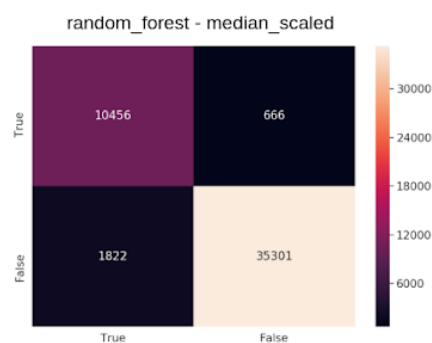 random_forest - median_scaled
True
10456
666
False
1822
35301
True
False
30000
24000
18000
12000
6000